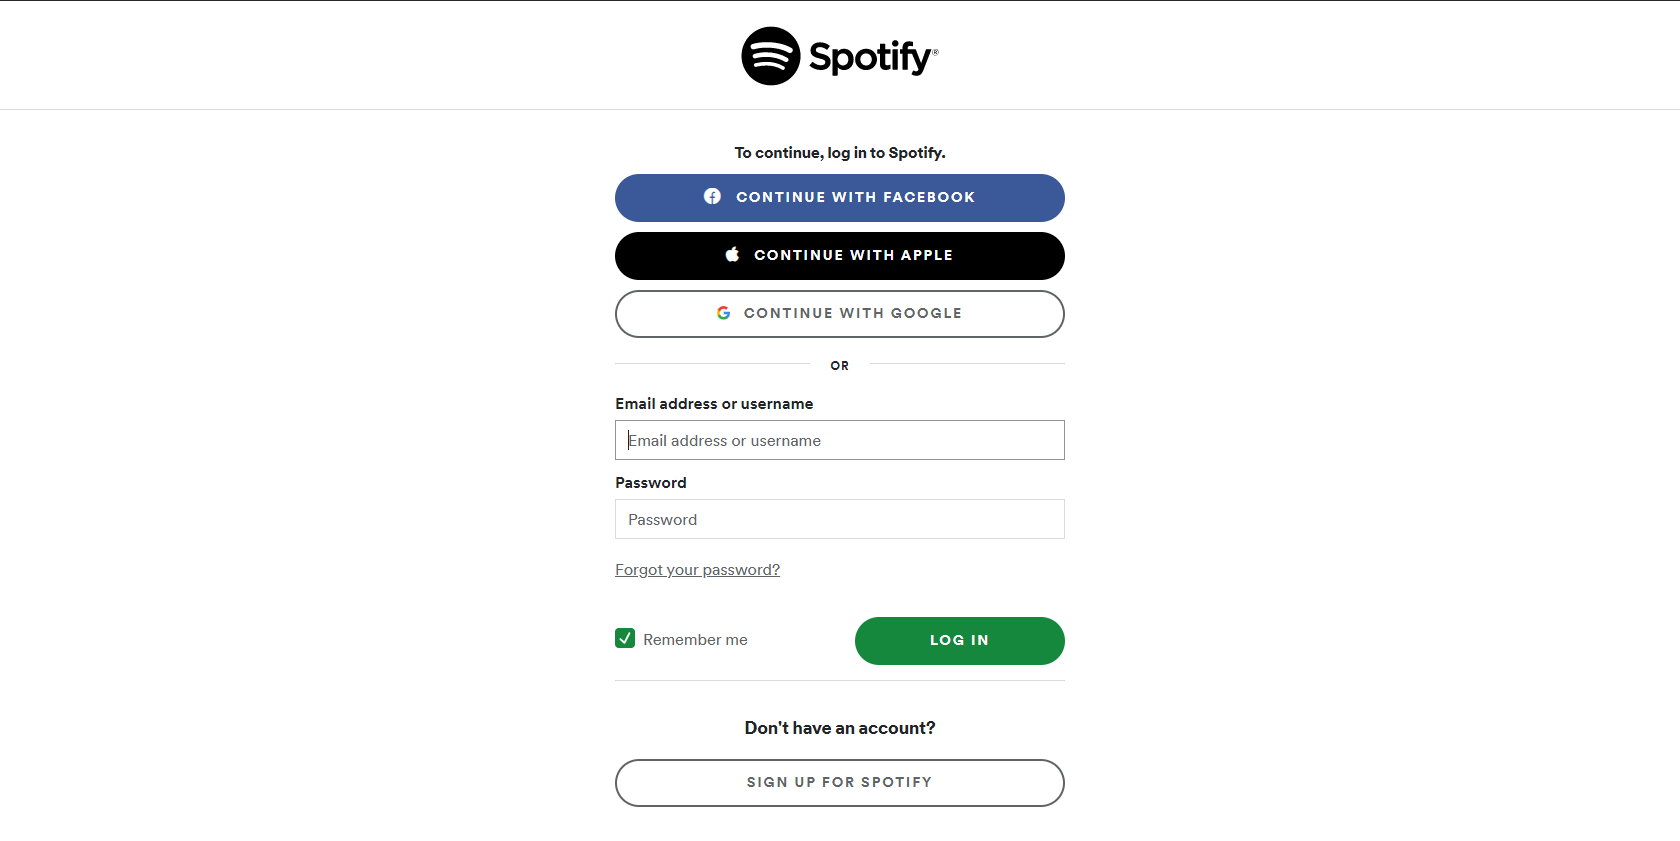 Spotify®
To continue, log in to Spotify.
CONTINUE WITH FACEBOOK
CONTINUE WITH APPLE
CONTINUE WITH GOOGLE
OR
Email address or username
Email address or username
Password
Password
Forgot your password?
Remember me
LOG IN
Don't have an account?
SIGN UP FOR SPOTIFY